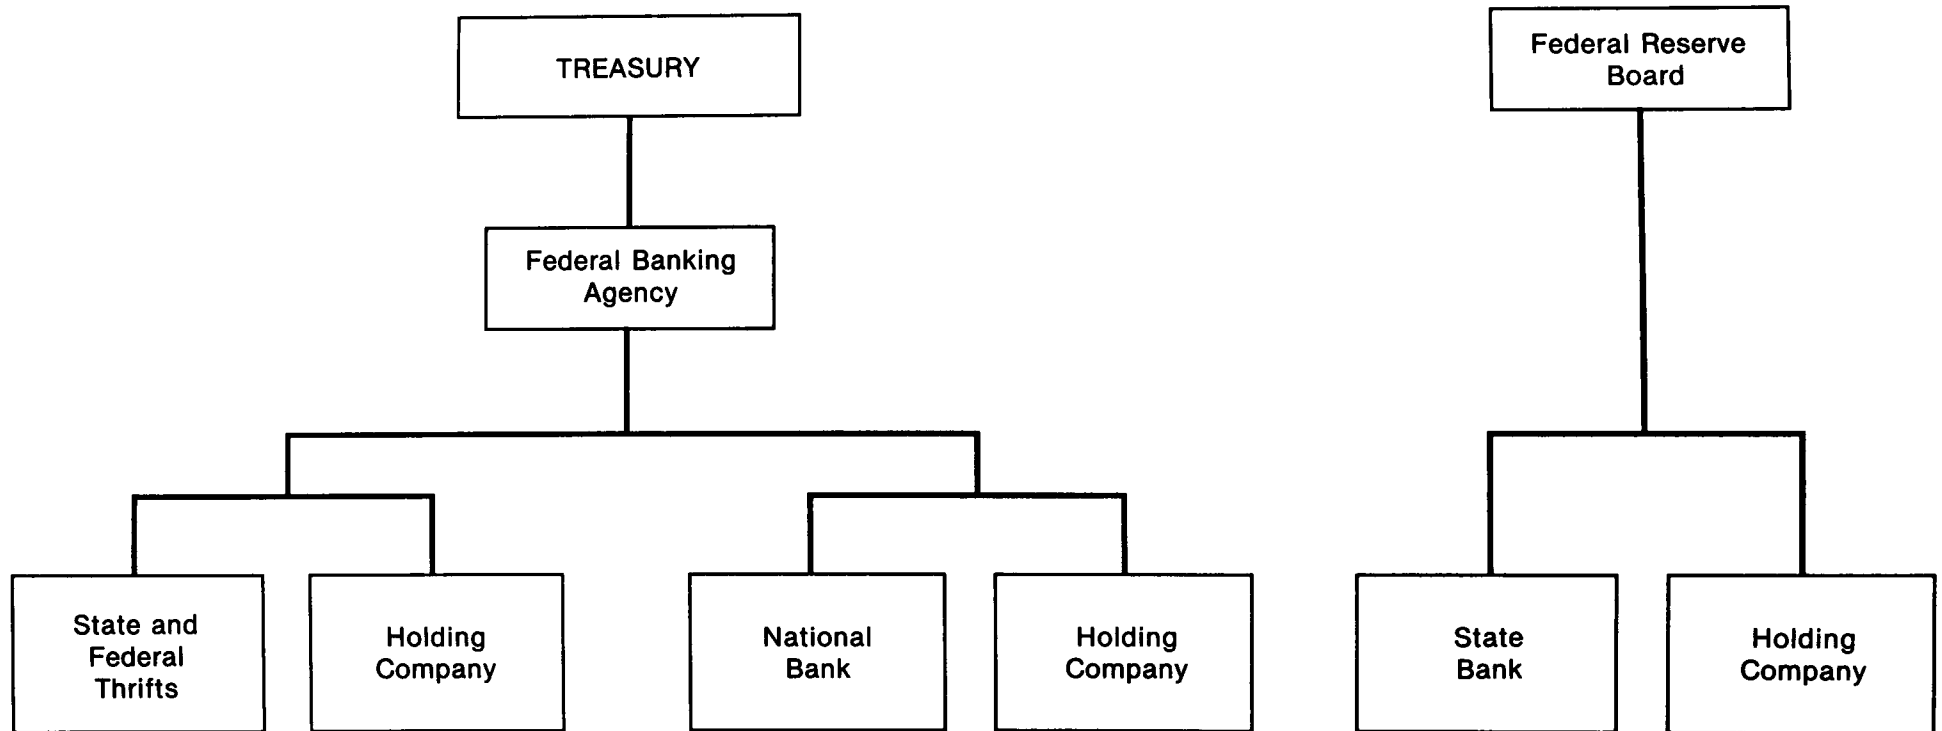 TREASURY
Federal Reserve
Board
Federal Banking
Agency
State and
Federal
Thrifts
Holding
Company
National
Bank
Holding
Company
State
Bank
Holding
Company